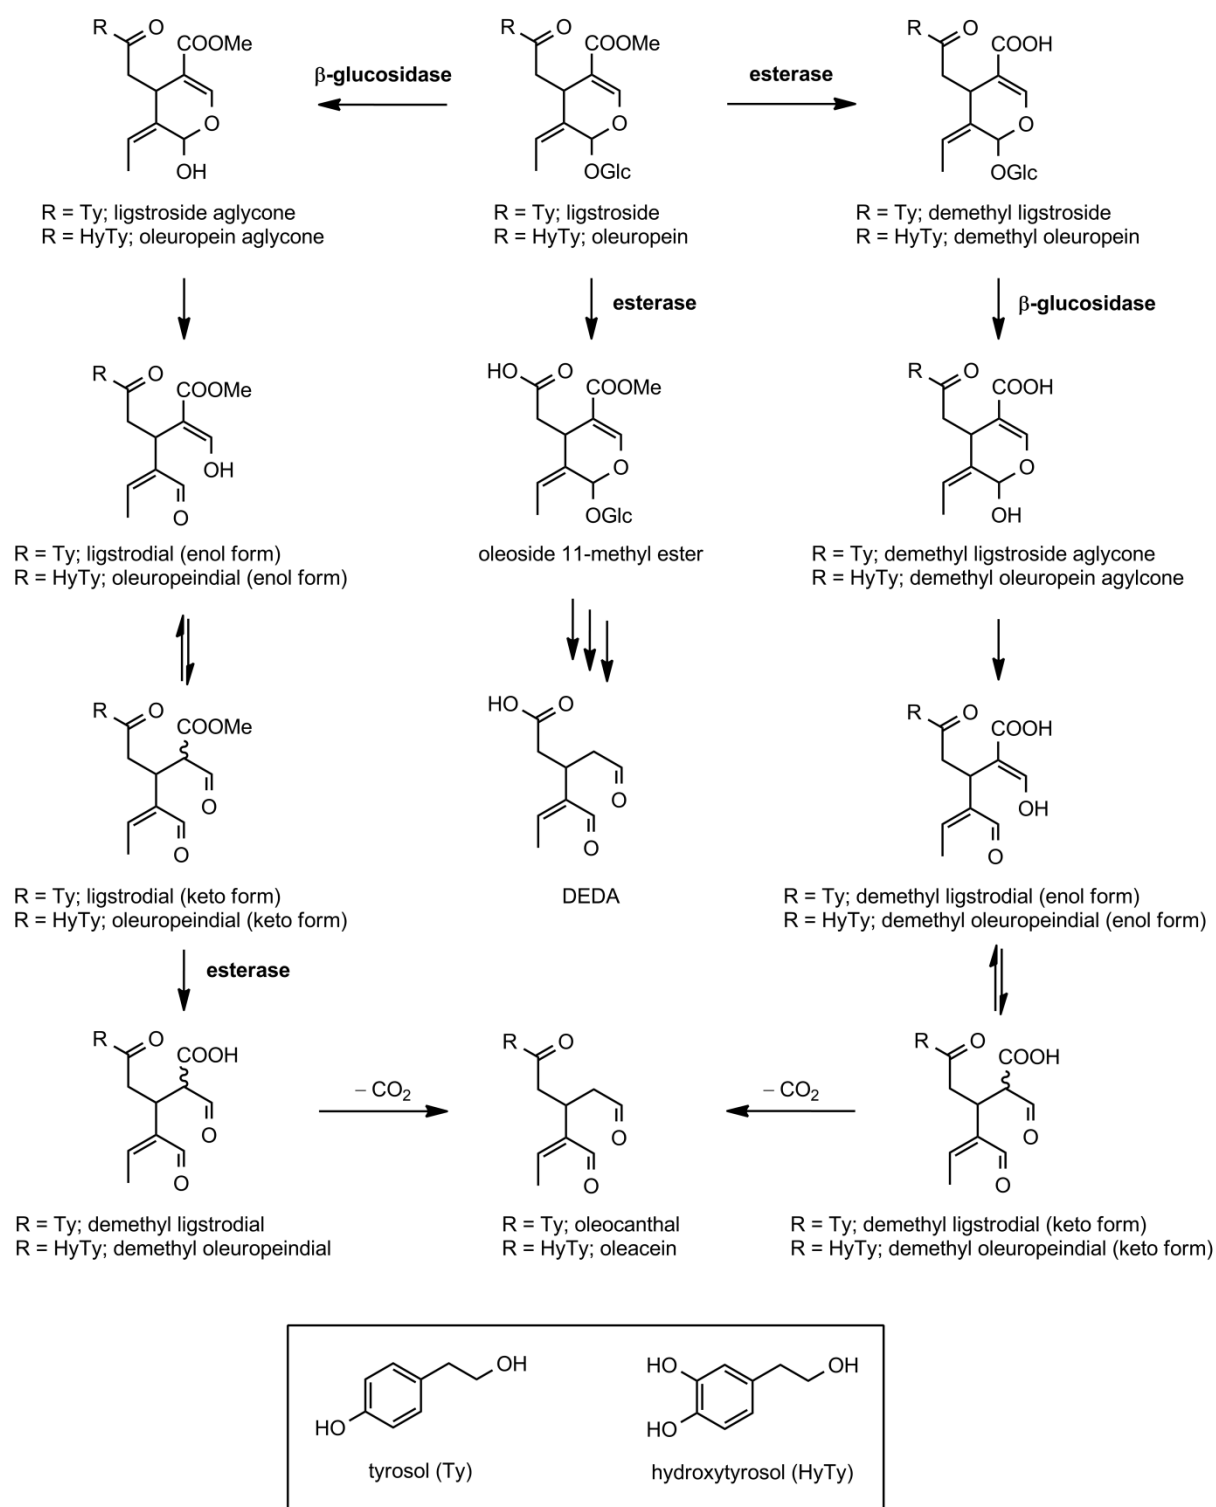 R O COOMe
O
OH
R = Ty; ligstroside aglycone
R = HyTy; oleuropein aglycone
β-glucosidase
R O COOMe
O
OGlc
R = Ty; ligstroside
R = HyTy; oleuropein
esterase
R O COOH
O
OGlc
R = Ty; demethyl ligstroside
R = HyTy; demethyl oleuropein
esterase
β-glucosidase
R O COOMe
OH
O
R = Ty; ligstrodial (enol form)
R = HyTy; oleuropeindial (enol form)
HO O COOMe
O
OGlc
oleoside 11-methyl ester
R O COOH
O
OH
R = Ty; demethyl ligstroside aglycone
R = HyTy; demethyl oleuropein agylcone
R O COOMe
O
O
R = Ty; ligstrodial (keto form)
R = HyTy; oleuropeindial (keto form)
HO O
O
O
DEDA
R O COOH
OH
O
R = Ty; demethyl ligstrodial (enol form)
R = HyTy; demethyl oleuropeindial (enol form)
esterase
R O COOH
O
O
R = Ty; demethyl ligstrodial
R = HyTy; demethyl oleuropeindial
– CO2
R O
O
O
R = Ty; oleocanthal
R = HyTy; oleacein
– CO2
R O COOH
O
O
R = Ty; demethyl ligstrodial (keto form)
R = HyTy; demethyl oleuropeindial (keto form)
OH
HO
tyrosol (Ty)
HO OH
HO
hydroxytyrosol (HyTy)